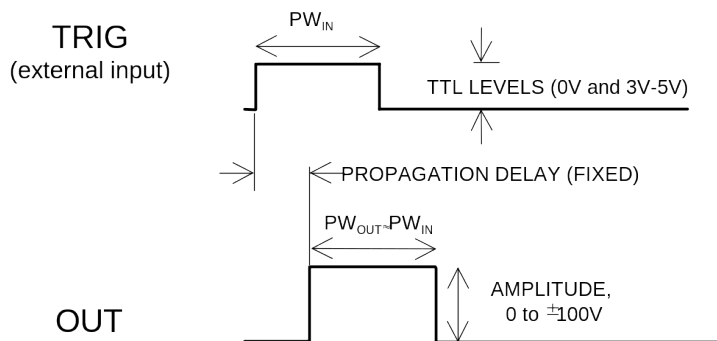 PW_IN
TRIG
(external input)
TTL LEVELS (0V and 3V-5V)
PROPAGATION DELAY (FIXED)
PW_OUT≈PW_IN
AMPLITUDE,
0 to ±100V
OUT